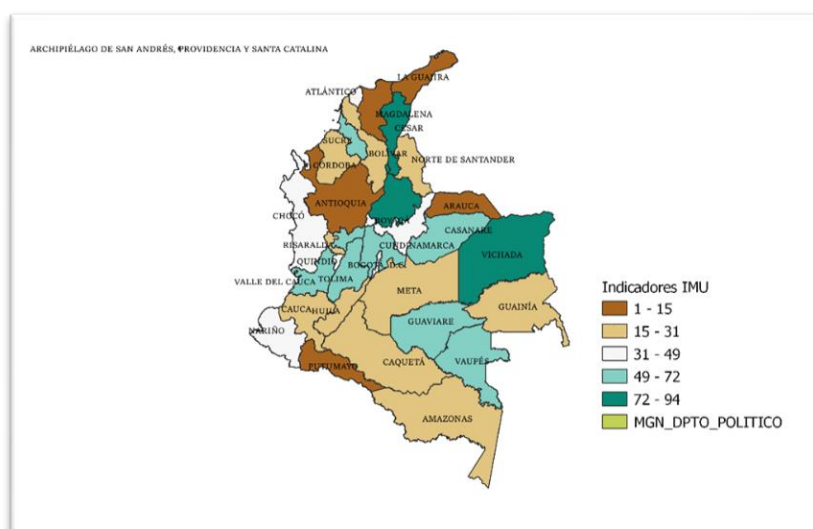 ARCHIPIÉLAGO DE SAN ANDRÉS, PROVIDENCIA Y SANTA CATALINA
LA GUAJIRA
ATLÁNTICO
MAGDALENA
CESAR
SUCRE
BOLÍVAR
CÓRDOBA
NORTE DE SANTANDER
ANTIOQUIA
ARAUCA
CHOCÓ
BOYACÁ
CASANARE
RISARALDA
CUNDINAMARCA
VICHADA
QUINDÍO
BOGOTÁ, D.C.
VALLE DEL CAUCA
TOLIMA
META
CAUCA
HUILA
GUAINÍA
NARIÑO
GUAVIARE
VAUPÉS
PUTUMAYO
CAQUETÁ
AMAZONAS
Indicadores IMU
1 - 15
15 - 31
31 - 49
49 - 72
72 - 94
MGN_DPTO_POLITICO